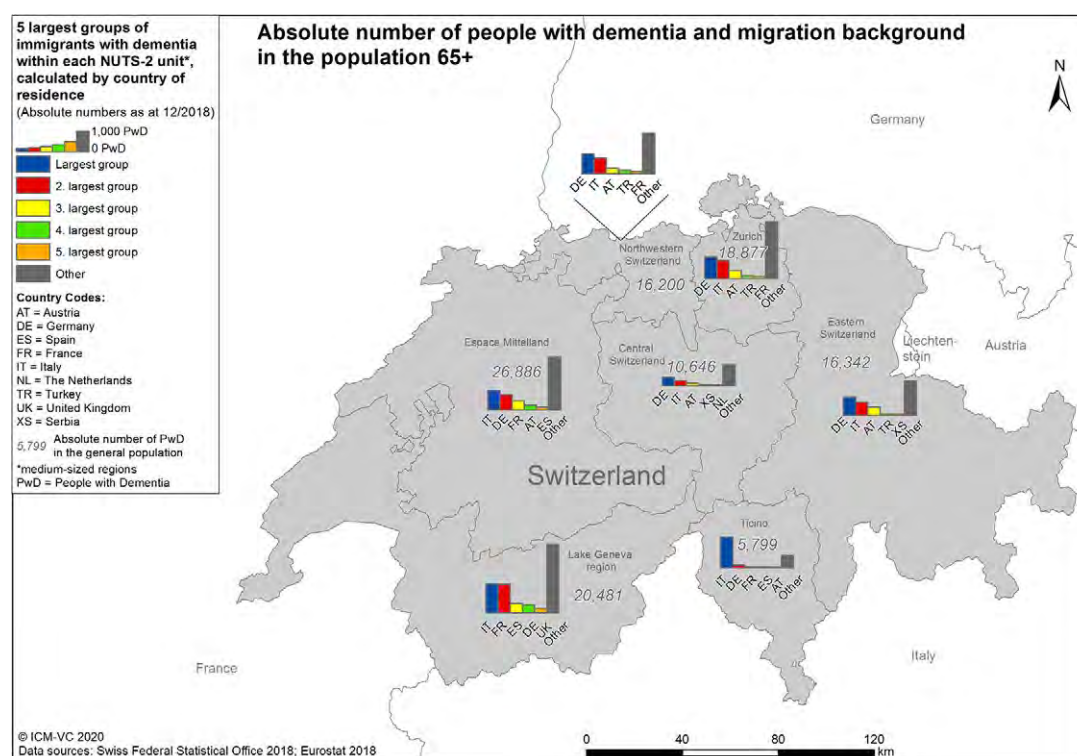 5 largest groups of
immigrants with dementia
within each NUTS-2 unit*,
calculated by country of
residence
(Absolute numbers as at 12/2018)
1,000 PwD
0 PwD
Largest group
2. largest group
3. largest group
4. largest group
5. largest group
Other
Country Codes:
AT = Austria
DE = Germany
ES = Spain
FR = France
IT = Italy
NL = The Netherlands
TR = Turkey
UK = United Kingdom
XS = Serbia
5,799 Absolute number of PwD
in the general population
*medium-sized regions
PwD = People with Dementia
Absolute number of people with dementia and migration background
in the population 65+
N
Germany
DE IT AT TR FR Other
Northwestern
Switzerland
16,200
Zurich
18,877
DE IT AT TR FR Other
Espace Mittelland
26,886
IT DE FR AT ES Other
Central
Switzerland
10,646
DE IT AT XS NL Other
Eastern
Switzerland
16,342
DE IT AT TR XS Other
Liechten-
stein
Austria
Switzerland
Lake Geneva
region
20,481
IT FR ES DE UK Other
Ticino
5,799
IT DE FR ES AT Other
France
Italy
© ICM-VC 2020
Data sources: Swiss Federal Statistical Office 2018; Eurostat 2018
0 40 80 120
km